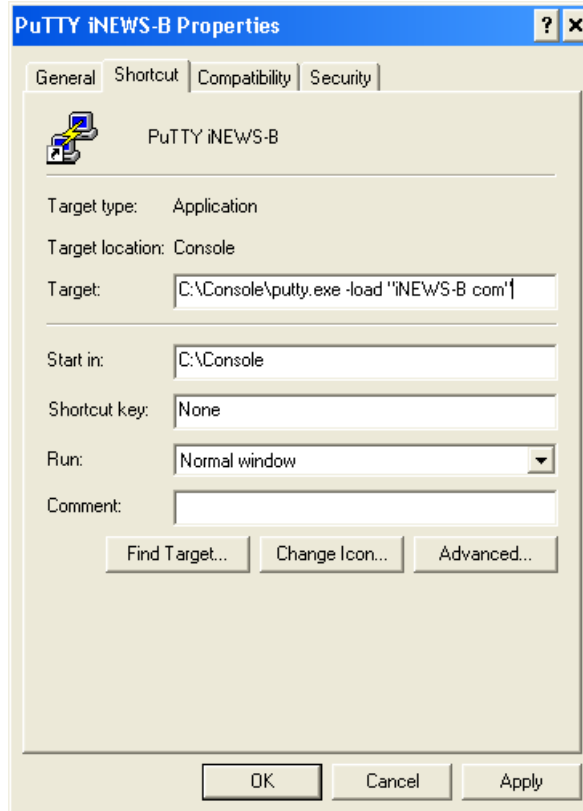 PuTTY iNEWS-B Properties
General Shortcut Compatibility Security
PuTTY iNEWS-B
Target type: Application
Target location: Console
Target: C:\Console\putty.exe -load "iNEWS-B com"
Start in: C:\Console
Shortcut key: None
Run: Normal window
Comment:
Find Target... Change Icon... Advanced...
OK Cancel Apply